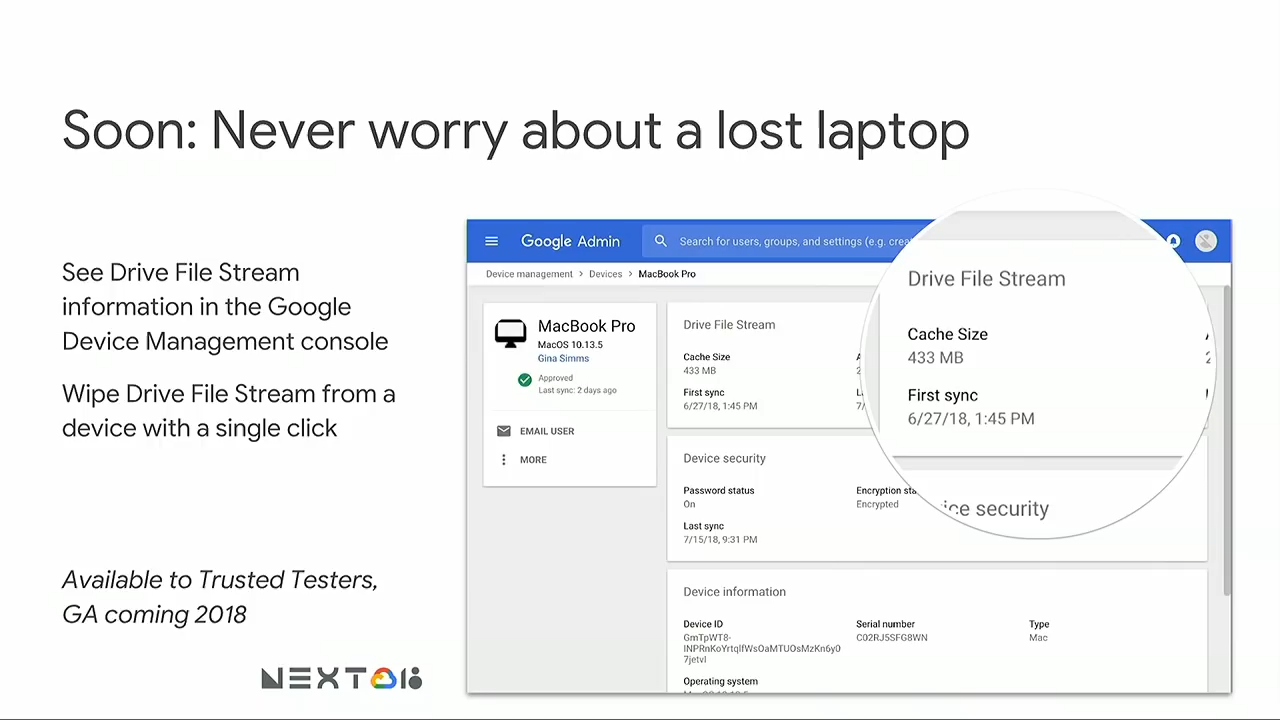 Soon: Never worry about a lost laptop
See Drive File Stream
information in the Google
Device Management console
Wipe Drive File Stream from a
device with a single click
Available to Trusted Testers,
GA coming 2018
NEXT 18
Google Admin
Search for users, groups, and settings (e.g. crea
Device management > Devices > MacBook Pro
MacBook Pro
MacOS 10.13.5
Gina Simms
Approved
Last sync: 2 days ago
EMAIL USER
MORE
Drive File Stream
Cache Size
433 MB
First sync
6/27/18, 1:45 PM
Drive File Stream
Cache Size
433 MB
First sync
6/27/18, 1:45 PM
ice security
Device security
Password status
On
Encryption sta
Encrypted
Last sync
7/15/18, 9:31 PM
Device information
Device ID
Serial number
C02RJ5SFG8WN
Type
Mac
Operating system